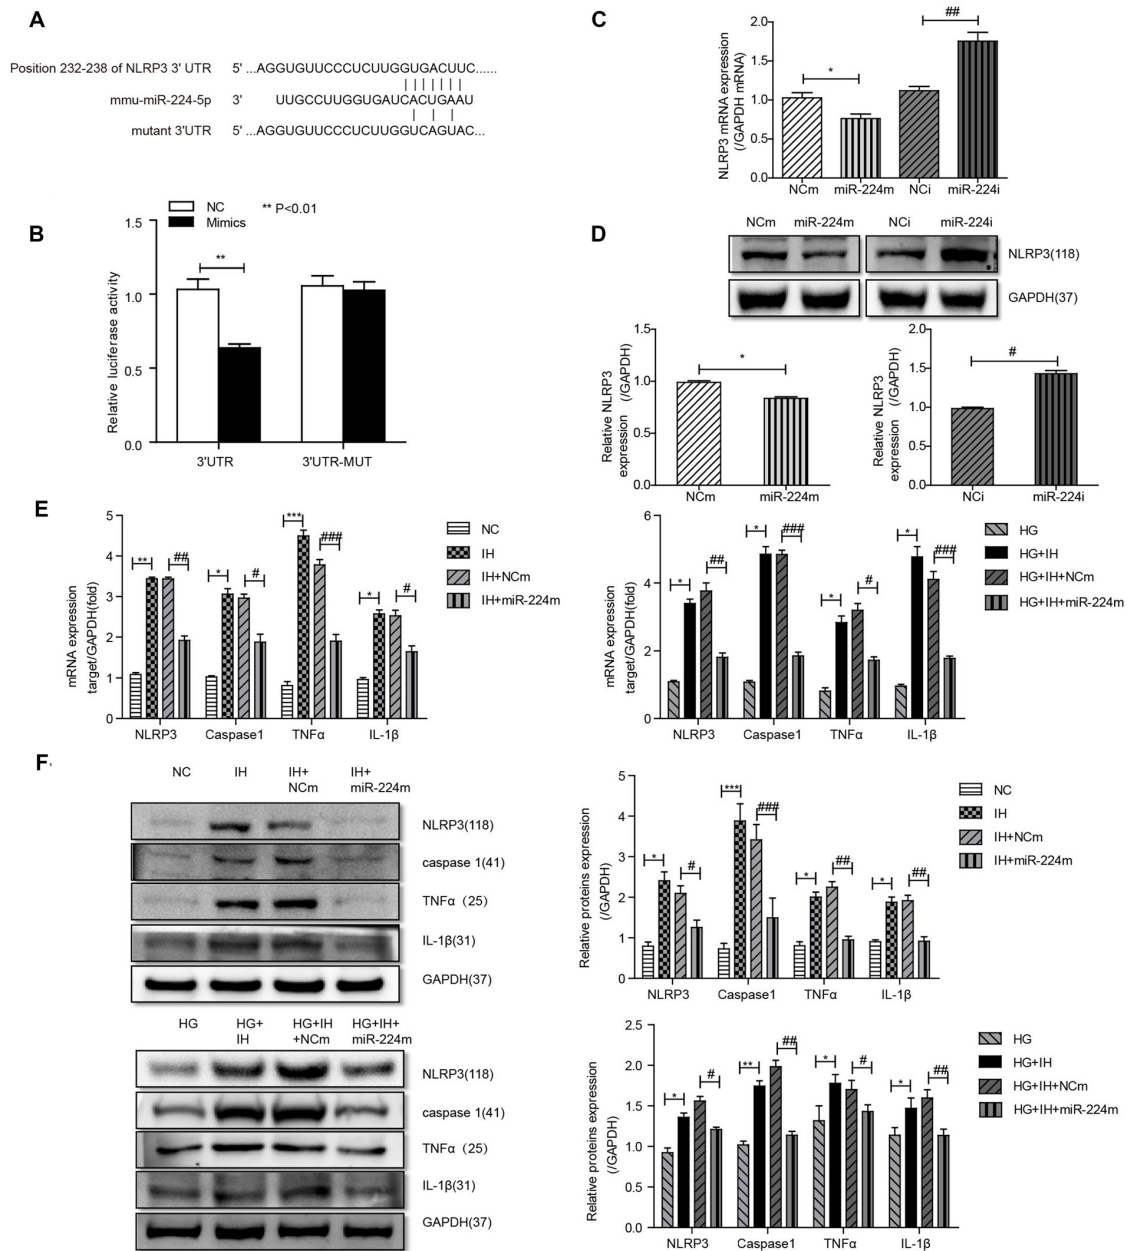 A
Position 232-238 of NLRP3 3' UTR 5' ...AGGUGUUCCCUCUUGGUGACUUC......
mmu-miR-224-5p 3' UUGCCUUGGUGAUCACUGAAU
mutant 3'UTR 5' ...AGGUGUUCCCUCUUGGUCAGUAC...
B
NC
Mimics
** P<0.01
Relative luciferase activity
1.5
1.0
0.5
0.0
**
3'UTR 3'UTR-MUT
C
NLRP3 mRNA expression
(/GAPDH mRNA)
2.0
1.5
1.0
0.5
0.0
* ##
NCm miR-224m NCi miR-224i
D
NCm miR-224m NCi miR-224i
NLRP3(118)
GAPDH(37)
Relative NLRP3
expression (/GAPDH)
1.5
1.0
0.5
0.0
*
NCm miR-224m
Relative NLRP3
expression (/GAPDH)
2.0
1.5
1.0
0.5
0.0
#
NCi miR-224i
E
mRNA expression
target/GAPDH(fold)
5
4
3
2
1
0
** ## * # *** ### * #
NLRP3 Caspase1 TNFα IL-1β
NC
IH
IH+NCm
IH+miR-224m
mRNA expression
target/GAPDH(fold)
6
4
2
0
* ## * ### * # * ###
NLRP3 Caspase1 TNFα IL-1β
HG
HG+IH
HG+IH+NCm
HG+IH+miR-224m
F
NC IH IH+ IH+
NCm miR-224m
NLRP3(118)
caspase 1(41)
TNFα (25)
IL-1β(31)
GAPDH(37)
HG HG+ HG+IH HG+IH+
IH +NCm miR-224m
NLRP3(118)
caspase 1(41)
TNFα (25)
IL-1β(31)
GAPDH(37)
Relative proteins expression
(/GAPDH)
5
4
3
2
1
0
* # *** ### * ## * ##
NLRP3 Caspase1 TNFα IL-1β
NC
IH
IH+NCm
IH+miR-224m
Relative proteins expression
(/GAPDH)
2.5
2.0
1.5
1.0
0.5
0.0
* # ** ## * # * ##
NLRP3 Caspase1 TNFα IL-1β
HG
HG+IH
HG+IH+NCm
HG+IH+miR-224m